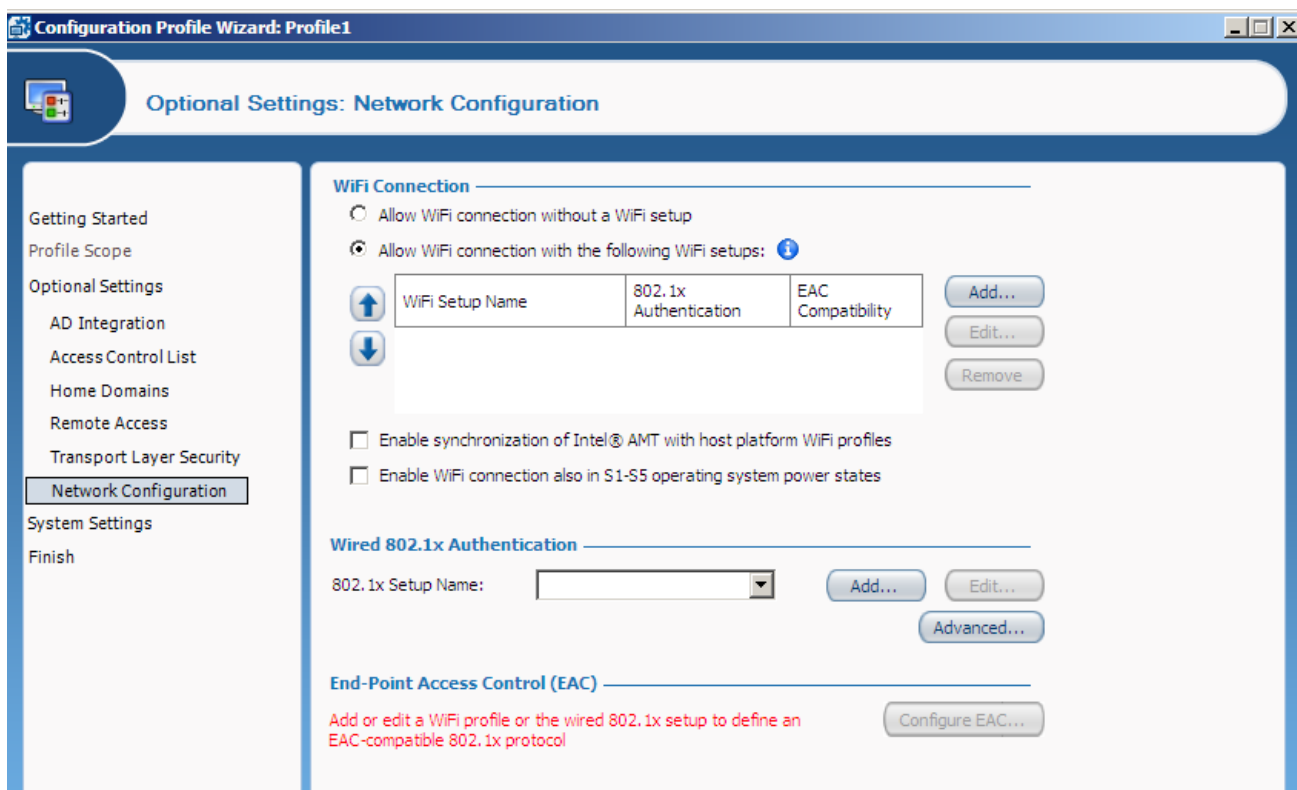 Configuration Profile Wizard: Profile1
Optional Settings: Network Configuration
Getting Started
Profile Scope
Optional Settings
AD Integration
Access Control List
Home Domains
Remote Access
Transport Layer Security
Network Configuration
System Settings
Finish
WiFi Connection
Allow WiFi connection without a WiFi setup
Allow WiFi connection with the following WiFi setups:
WiFi Setup Name
802.1x
Authentication
EAC
Compatibility
Add...
Edit...
Remove
Enable synchronization of Intel® AMT with host platform WiFi profiles
Enable WiFi connection also in S1-S5 operating system power states
Wired 802.1x Authentication
802.1x Setup Name:
Add...
Edit...
Advanced...
End-Point Access Control (EAC)
Add or edit a WiFi profile or the wired 802.1x setup to define an
EAC-compatible 802.1x protocol
Configure EAC...